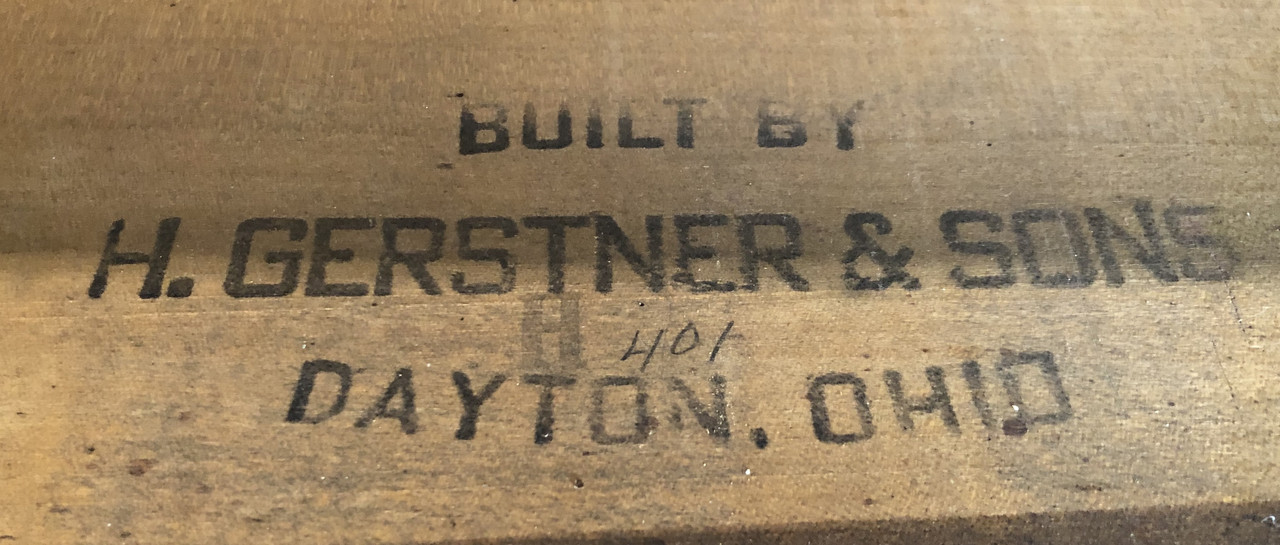 BUILT BY
H. GERSTNER & SONS
H 401
DAYTON, OHIO